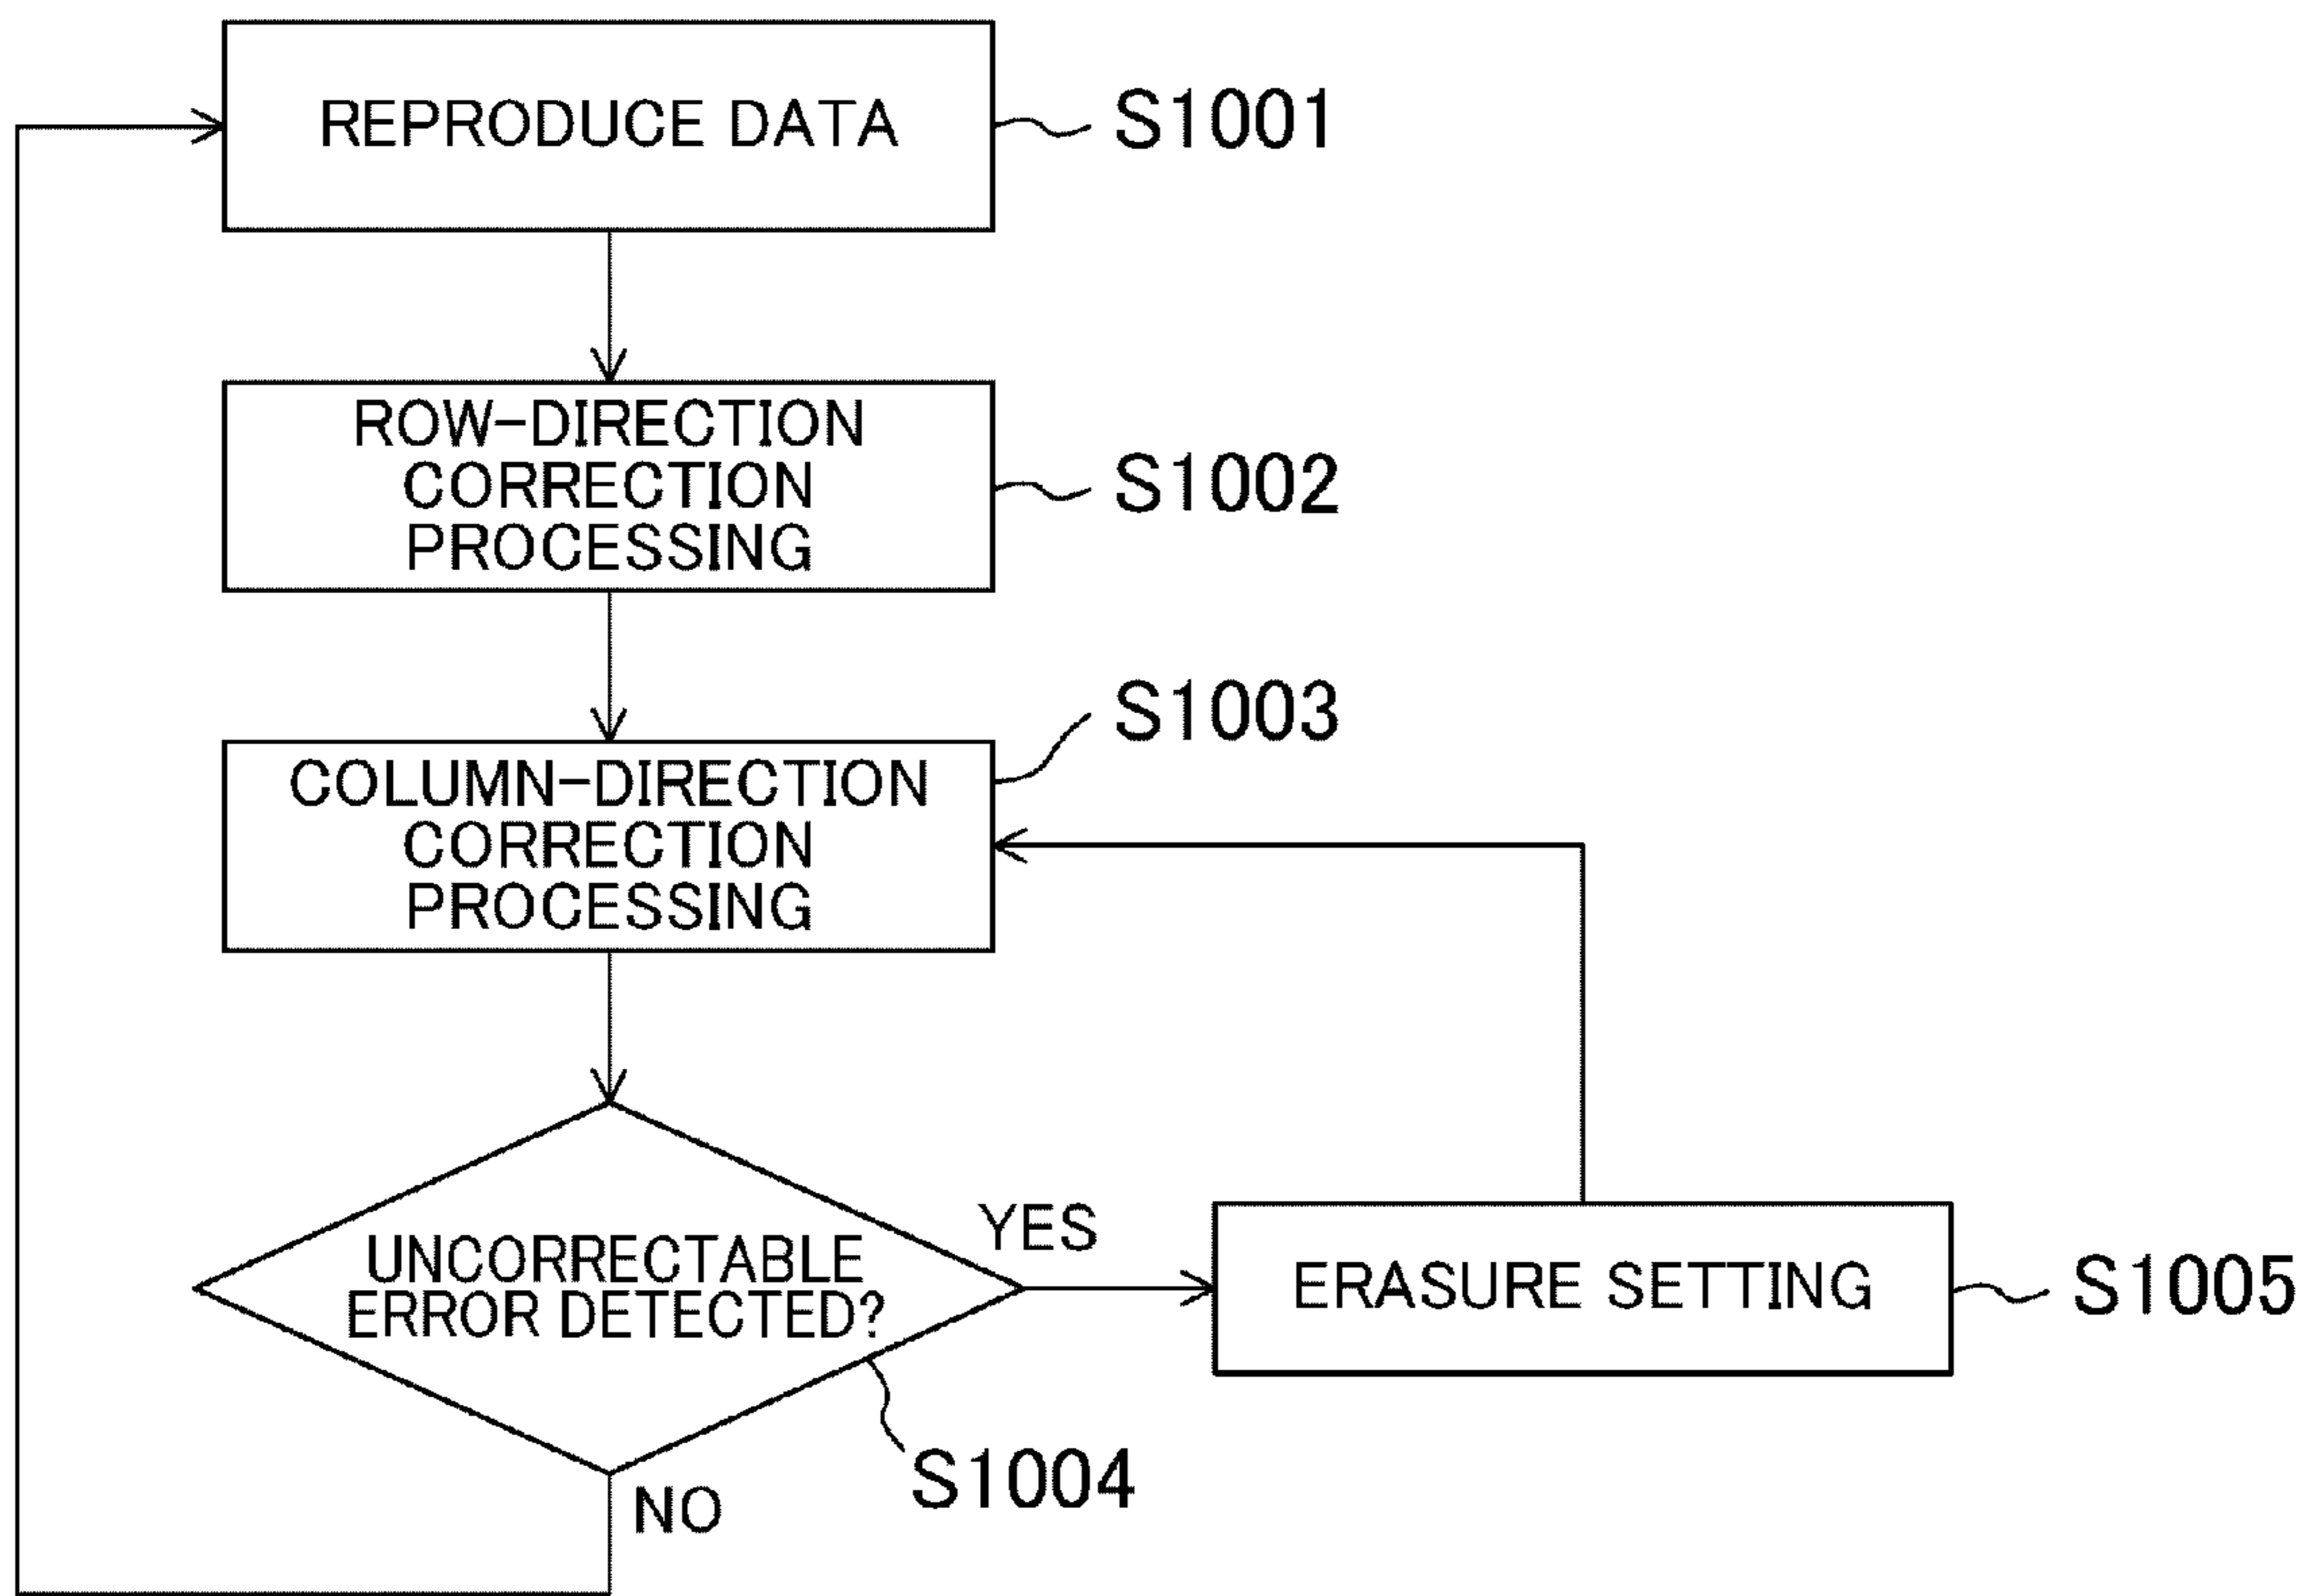 REPRODUCE DATA
S1001
ROW-DIRECTION
CORRECTION
PROCESSING
S1002
S1003
COLUMN-DIRECTION
CORRECTION
PROCESSING
UNCORRECTABLE
ERROR DETECTED?
YES
ERASURE SETTING
S1005
S1004
NO